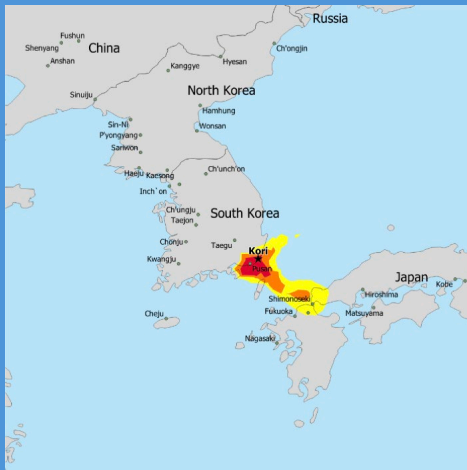 Russia
Fushun
China
Shenyang
Ch'ongjin
Anshan
Hyesan
Kanggye
North Korea
Sinuiju
Hamhung
Sin-Ni
Wonsan
P'yongyang
Sariwon
Haeju
Kaesong
Ch'unch'on
Inch`on
Ch'ungju
South Korea
Taejon
Chonju
Taegu
Kori
Kwangju
Pusan
Japan
Kobe
Shimonoseki
Hiroshima
Fukuoka
Matsuyama
Cheju
Nagasaki